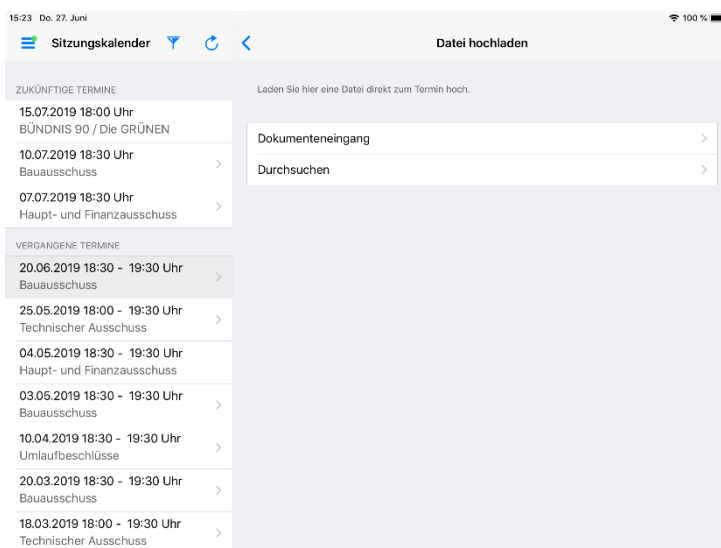 15:23 Do. 27. Juni
100 %
Sitzungskalender
ZUKÜNFTIGE TERMINE
15.07.2019 18:00 Uhr
BÜNDNIS 90 / Die GRÜNEN
10.07.2019 18:30 Uhr
Bauausschuss
07.07.2019 18:30 Uhr
Haupt- und Finanzausschuss
VERGANGENE TERMINE
20.06.2019 18:30 - 19:30 Uhr
Bauausschuss
25.05.2019 18:00 - 19:30 Uhr
Technischer Ausschuss
04.05.2019 18:30 - 19:30 Uhr
Haupt- und Finanzausschuss
03.05.2019 18:30 - 19:30 Uhr
Bauausschuss
10.04.2019 18:30 - 19:30 Uhr
Umlaufbeschlüsse
20.03.2019 18:30 - 19:30 Uhr
Bauausschuss
18.03.2019 18:00 - 19:30 Uhr
Technischer Ausschuss
Datei hochladen
Laden Sie hier eine Datei direkt zum Termin hoch.
Dokumenteneingang
Durchsuchen